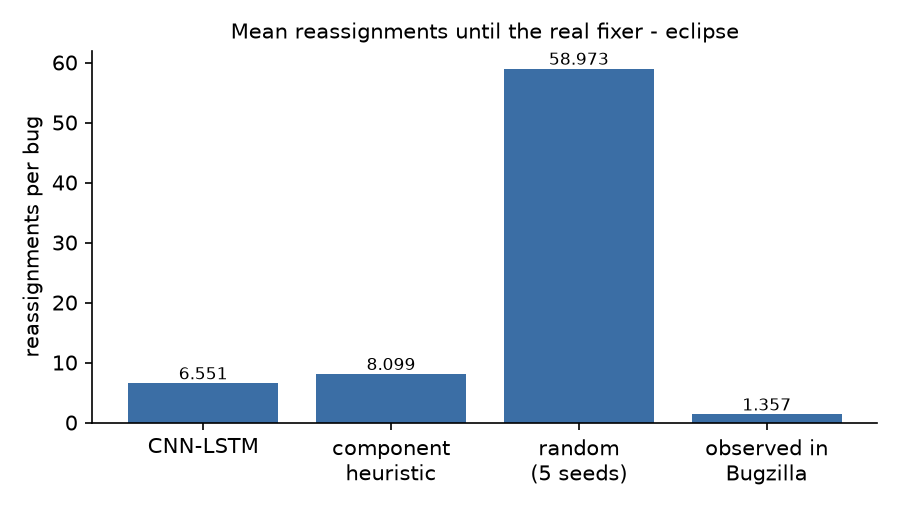 Mean reassignments until the real fixer - eclipse
reassignments per bug
60
50
40
30
20
10
0
6.551
8.099
58.973
1.357
CNN-LSTM
component
heuristic
random
(5 seeds)
observed in
Bugzilla